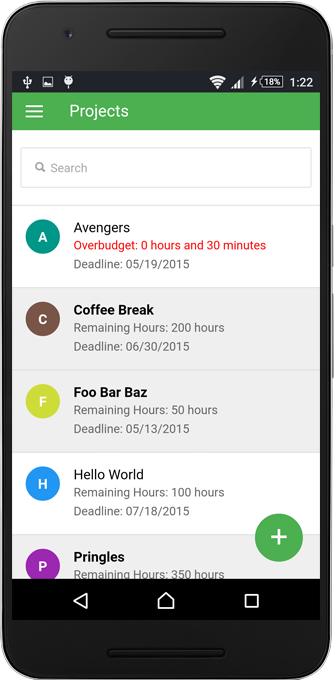 18% 1:22
Projects
Search
A
Avengers
Overbudget: 0 hours and 30 minutes
Deadline: 05/19/2015
C
Coffee Break
Remaining Hours: 200 hours
Deadline: 06/30/2015
F
Foo Bar Baz
Remaining Hours: 50 hours
Deadline: 05/13/2015
H
Hello World
Remaining Hours: 100 hours
Deadline: 07/18/2015
P
Pringles
Remaining Hours: 350 hours